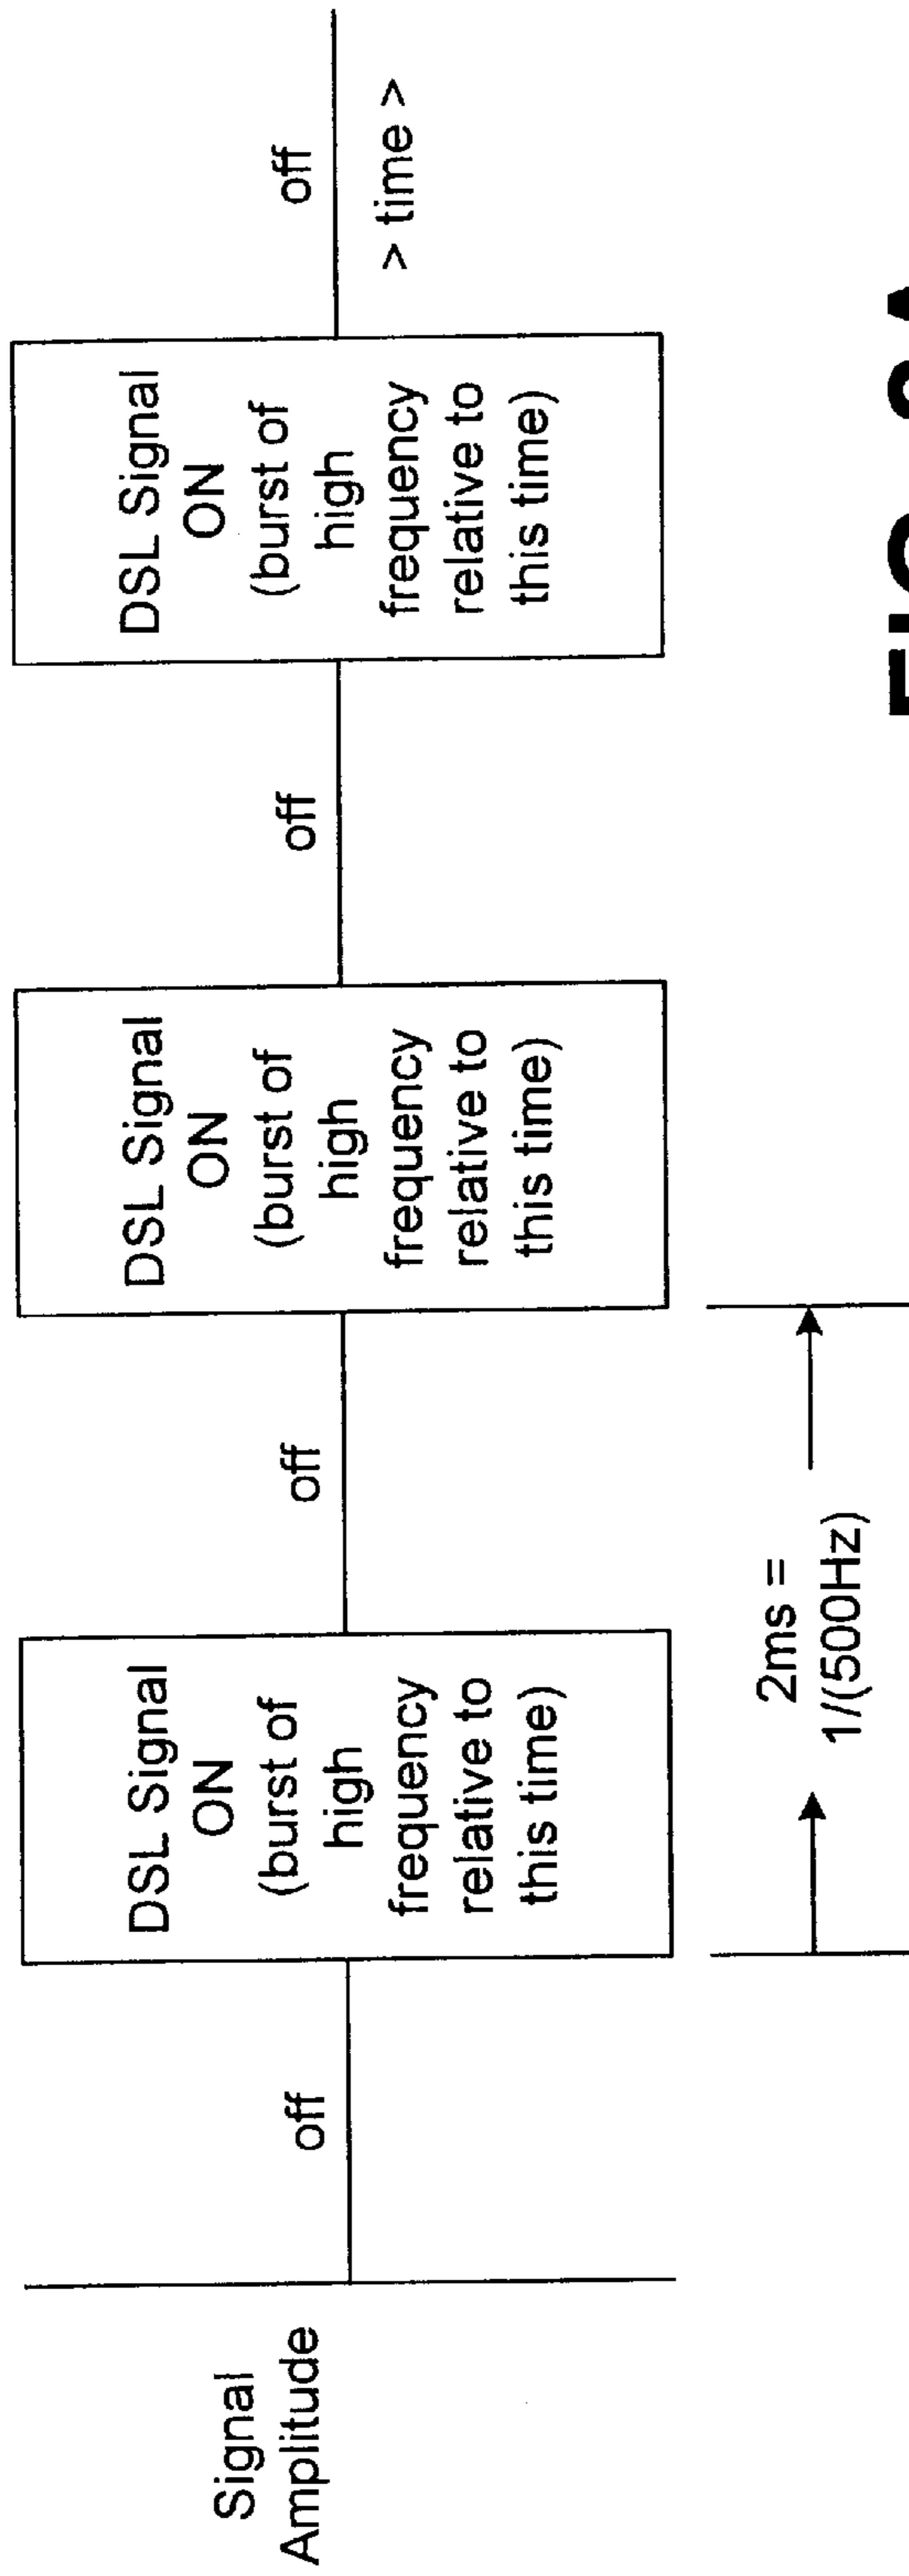 Signal
Amplitude
off
DSL Signal
ON
(burst of
high
frequency
relative to
this time)
off
DSL Signal
ON
(burst of
high
frequency
relative to
this time)
off
DSL Signal
ON
(burst of
high
frequency
relative to
this time)
off
> time >
2ms =
1/(500Hz)
FIG